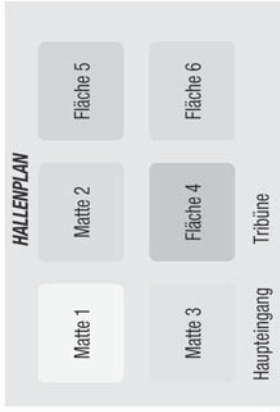 HALLENPLAN
Matte 1 Matte 2 Fläche 5
Matte 3 Fläche 4 Fläche 6
Haupteingang Tribüne